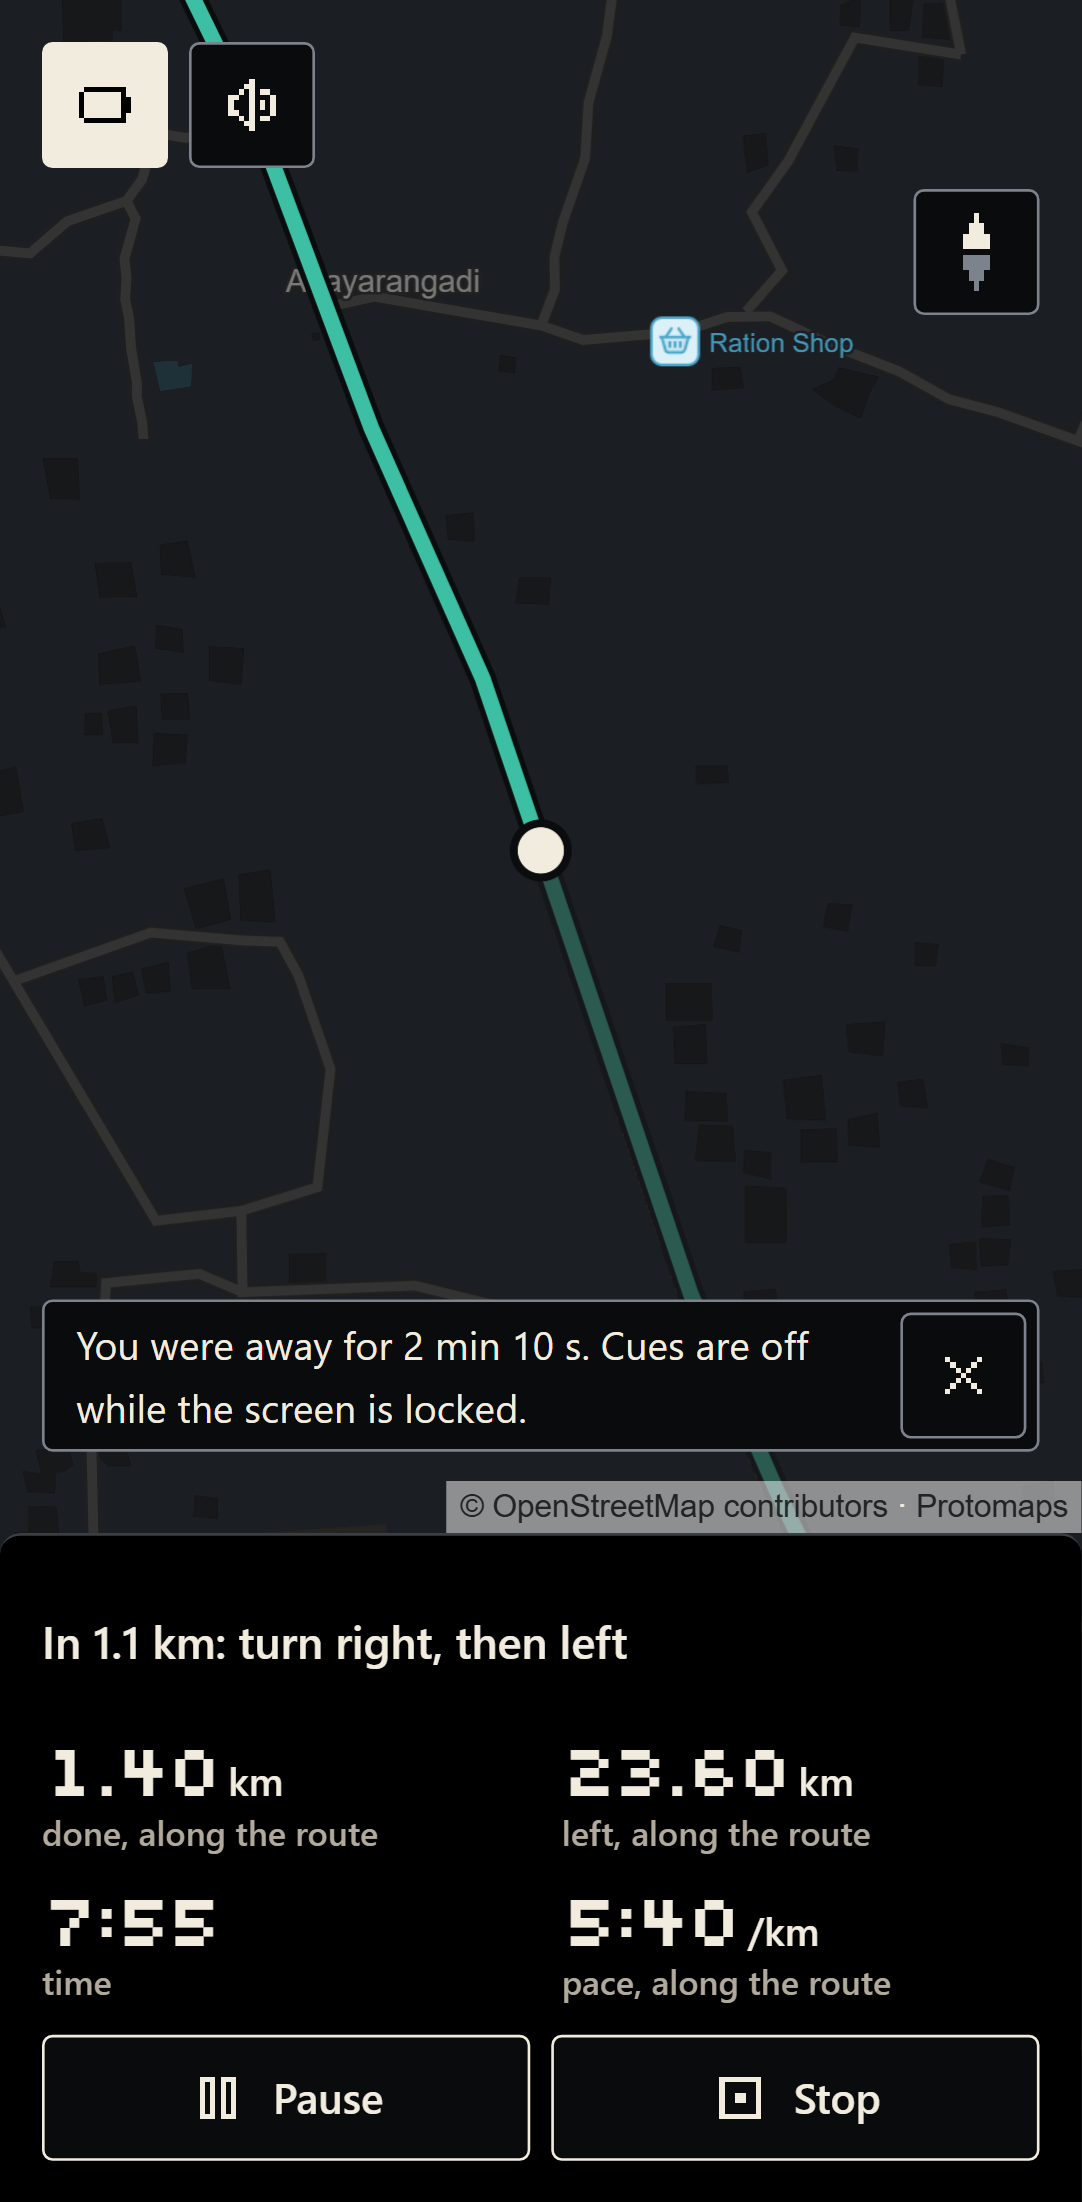 Ration Shop
You were away for 2 min 10 s. Cues are off
while the screen is locked.
© OpenStreetMap contributors · Protomaps
In 1.1 km: turn right, then left
1.40 km
done, along the route
23.60 km
left, along the route
7:55
time
5:40 /km
pace, along the route
Pause
Stop